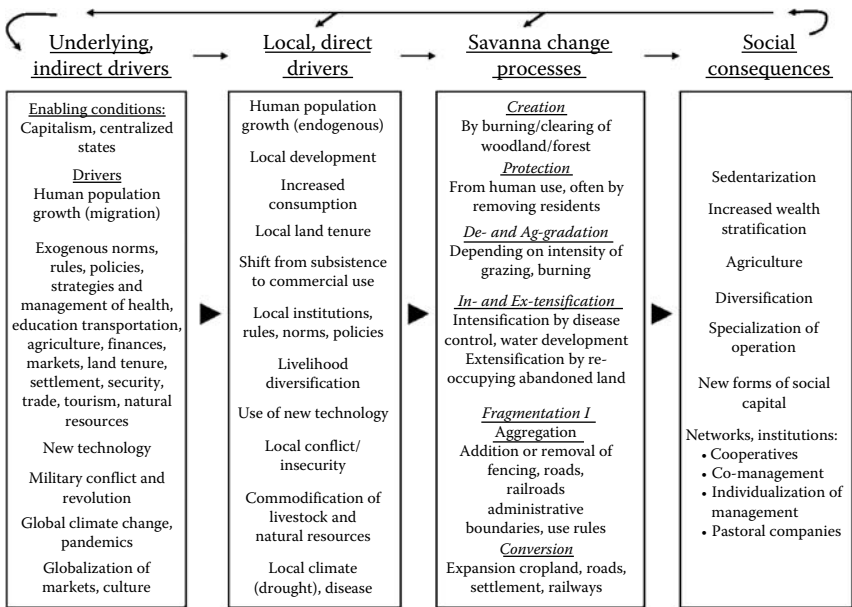 Underlying,
indirect drivers
Local, direct
drivers
Savanna change
processes
Social
consequences
Enabling conditions:
Capitalism, centralized
states
Drivers
Human population
growth (migration)
Exogenous norms,
rules, policies,
strategies and
management of health,
education transportation,
agriculture, finances,
markets, land tenure,
settlement, security,
trade, tourism, natural
resources
New technology
Military conflict and
revolution
Global climate change,
pandemics
Globalization of
markets, culture
Human population
growth (endogenous)
Local development
Increased
consumption
Local land tenure
Shift from subsistence
to commercial use
Local institutions,
rules, norms, policies
Livelihood
diversification
Use of new technology
Local conflict/
insecurity
Commodification of
livestock and
natural resources
Local climate
(drought), disease
Creation
By burning/clearing of
woodland/forest
Protection
From human use, often by
removing residents
De- and Ag-gradation
Depending on intensity of
grazing, burning
In- and Ex-tensification
Intensification by disease
control, water development
Extensification by re-
occupying abandoned land
Fragmentation I
Aggregation
Addition or removal of
fencing, roads,
railroads
administrative
boundaries, use rules
Conversion
Expansion cropland, roads,
settlement, railways
Sedentarization
Increased wealth
stratification
Agriculture
Diversification
Specialization of
operation
New forms of social
capital
Networks, institutions:
• Cooperatives
• Co-management
• Individualization of
management
• Pastoral companies